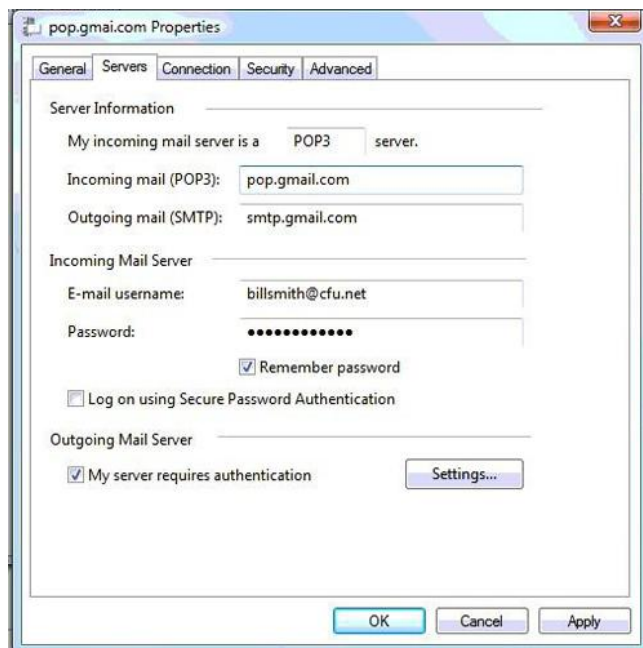 pop.gmai.com Properties
General Servers Connection Security Advanced
Server Information
My incoming mail server is a POP3 server.
Incoming mail (POP3): pop.gmail.com
Outgoing mail (SMTP): smtp.gmail.com
Incoming Mail Server
E-mail username: billsmith@cfu.net
Password: ●●●●●●●●●●●●
Remember password
Log on using Secure Password Authentication
Outgoing Mail Server
My server requires authentication Settings...
OK Cancel Apply